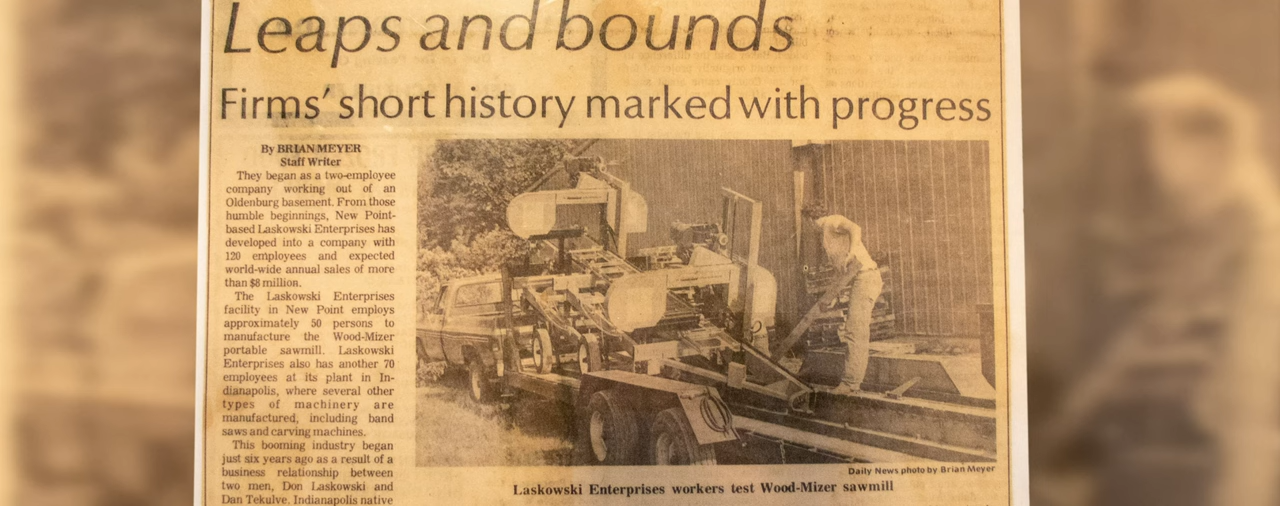 Leaps and bounds
Firms' short history marked with progress
By BRIAN MEYER
Staff Writer
They began as a two-employee
company working out of an
Oldenburg basement. From those
humble beginnings, New Point-
based Laskowski Enterprises has
developed into a company with
120 employees and expected
world-wide annual sales of more
than $8 million.
The Laskowski Enterprises
facility in New Point employs
approximately 50 persons to
manufacture the Wood-Mizer
portable sawmill. Laskowski
Enterprises also has another 70
employees at its plant in In-
dianapolis, where several other
types of machinery are
manufactured, including band
saws and carving machines.
This booming industry began
just six years ago as a result of a
business relationship between
two men, Don Laskowski and
Dan Tekulve. Indianapolis native
Daily News photo by Brian Meyer
Laskowski Enterprises workers test Wood-Mizer sawmill